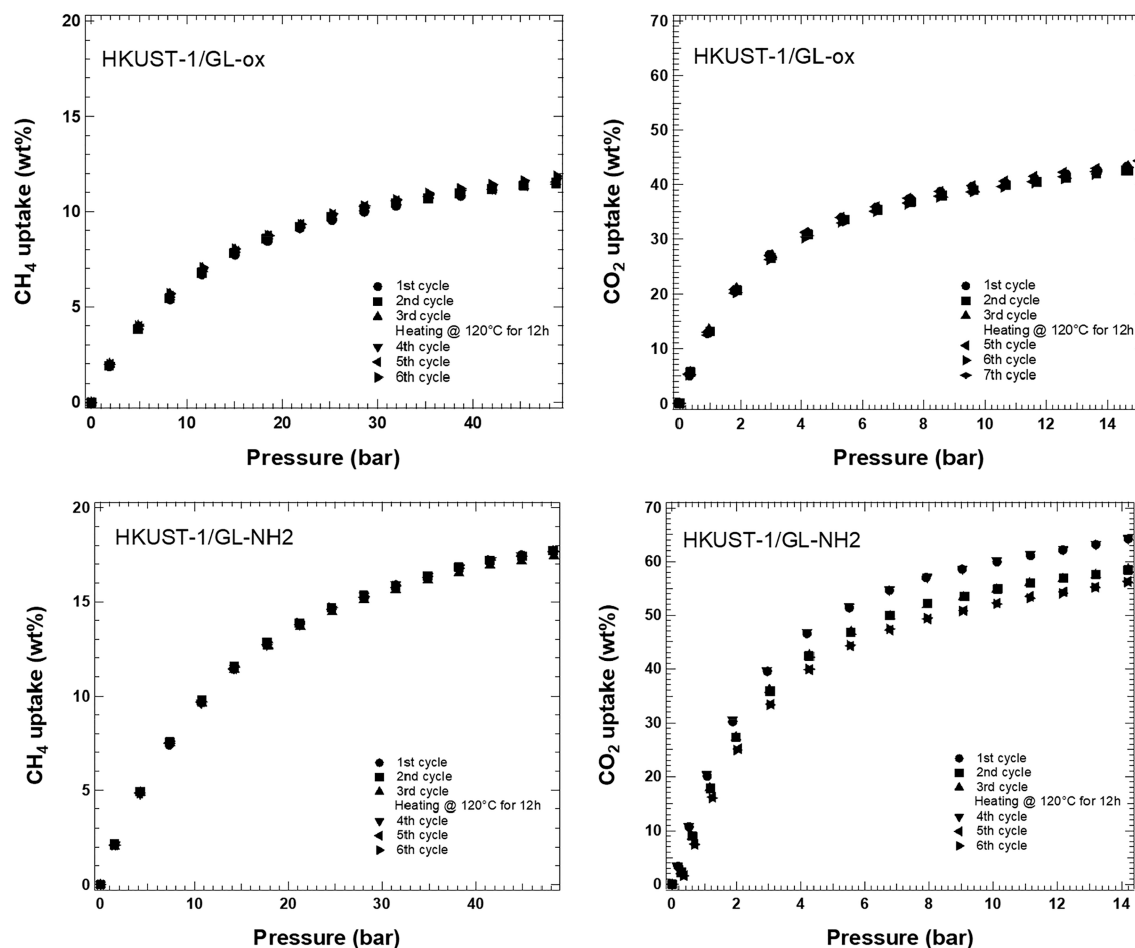 HKUST-1/GL-ox
CH4 uptake (wt%)
20
15
10
5
0
1st cycle
2nd cycle
3rd cycle
Heating @ 120°C for 12h
4th cycle
5th cycle
6th cycle
0 10 20 30 40
Pressure (bar)
HKUST-1/GL-ox
CO2 uptake (wt%)
70
60
50
40
30
20
10
0
1st cycle
2nd cycle
3rd cycle
Heating @ 120°C for 12h
5th cycle
6th cycle
7th cycle
0 2 4 6 8 10 12 14
Pressure (bar)
HKUST-1/GL-NH2
CH4 uptake (wt%)
20
15
10
5
0
1st cycle
2nd cycle
3rd cycle
Heating @ 120°C for 12h
4th cycle
5th cycle
6th cycle
0 10 20 30 40
Pressure (bar)
HKUST-1/GL-NH2
CO2 uptake (wt%)
70
60
50
40
30
20
10
0
1st cycle
2nd cycle
3rd cycle
Heating @ 120°C for 12h
4th cycle
5th cycle
6th cycle
0 2 4 6 8 10 12 14
Pressure (bar)